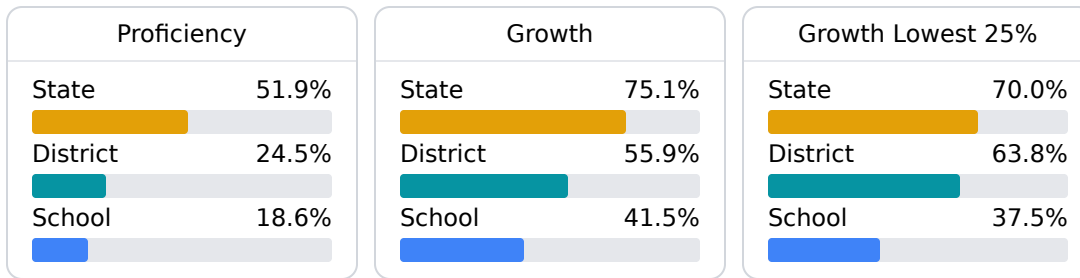 Proficiency
State 51.9%
District 24.5%
School 18.6%
Growth
State 75.1%
District 55.9%
School 41.5%
Growth Lowest 25%
State 70.0%
District 63.8%
School 37.5%